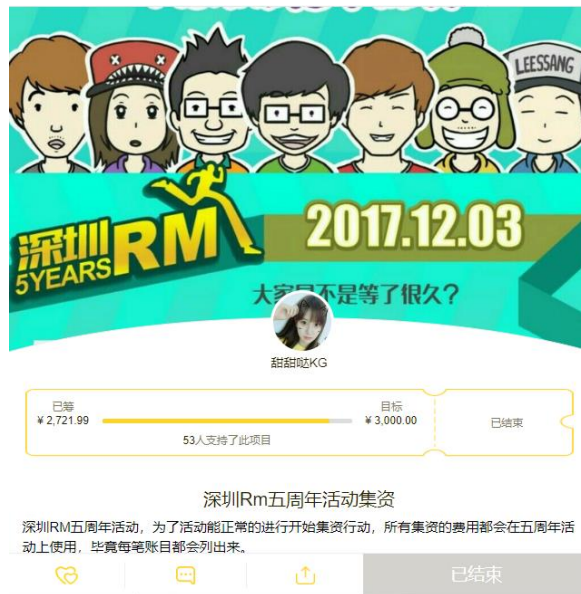 LEESSANG
深圳RM
5YEARS
2017.12.03
大家是不是等了很久?
甜甜哒KG
已筹
目标
¥ 2,721.99
¥ 3,000.00
已结束
53人支持了此项目
深圳Rm五周年活动集资
深圳RM五周年活动,为了活动能正常的进行开始集资行动,所有集资的费用都会在五周年活
动上使用,毕竟每笔账目都会列出来。
已结束